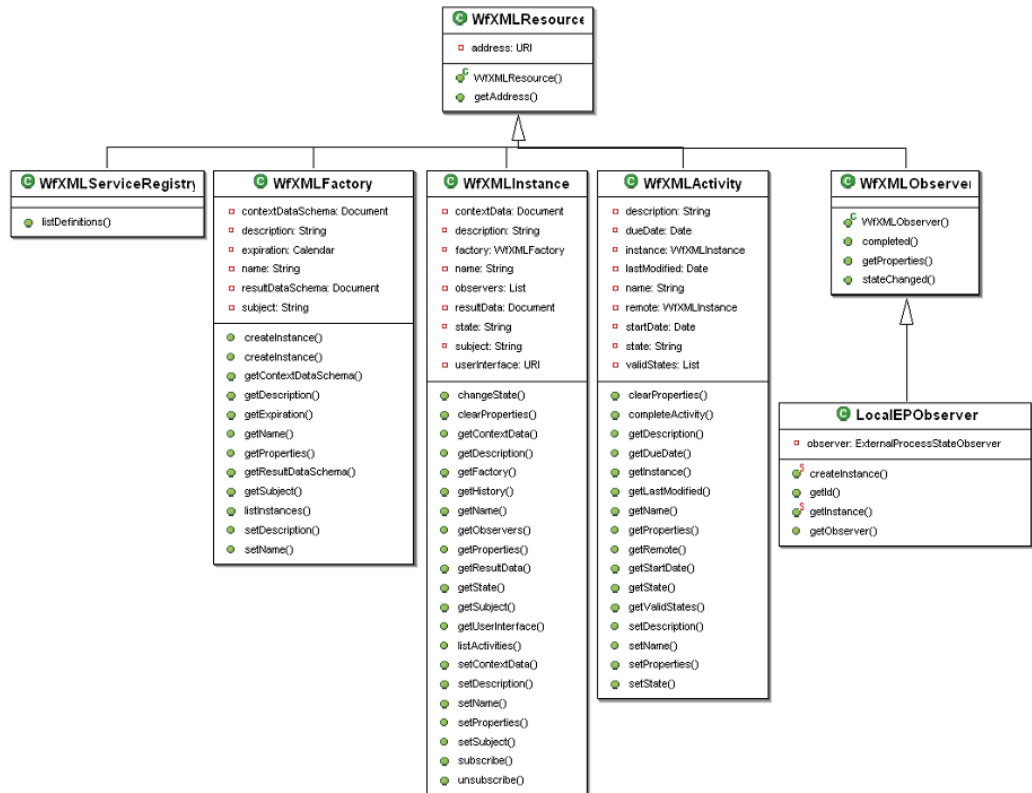 WfXMLResource
address: URI
WfXMLResource()
getAddress()
WfXMLServiceRegistry
listDefinitions()
WfXMLFactory
contextDataSchema: Document
description: String
expiration: Calendar
name: String
resultDataSchema: Document
subject: String
createInstance()
createInstance()
getContextDataSchema()
getDescription()
getExpiration()
getName()
getProperties()
getResultDataSchema()
getSubject()
listInstances()
setDescription()
setName()
WfXMLInstance
contextData: Document
description: String
factory: WfXMLFactory
name: String
observers: List
resultData: Document
state: String
subject: String
userInterface: URI
changeState()
clearProperties()
getContextData()
getDescription()
getFactory()
getHistory()
getName()
getObservers()
getProperties()
getResultData()
getState()
getSubject()
getUserInterface()
listActivities()
setContextData()
setDescription()
setName()
setProperties()
setSubject()
subscribe()
unsubscribe()
WfXMLActivity
description: String
dueDate: Date
instance: WfXMLInstance
lastModified: Date
name: String
remote: WfXMLInstance
startDate: Date
state: String
validStates: List
clearProperties()
completeActivity()
getDescription()
getDueDate()
getInstance()
getLastModified()
getName()
getProperties()
getRemote()
getStartDate()
getState()
getValidStates()
setDescription()
setName()
setProperties()
setState()
WfXMLObserver
WfXMLObserver()
completed()
getProperties()
stateChanged()
LocalEPObserver
observer: ExternalProcessStateObserver
createInstance()
getId()
getInstance()
getObserver()